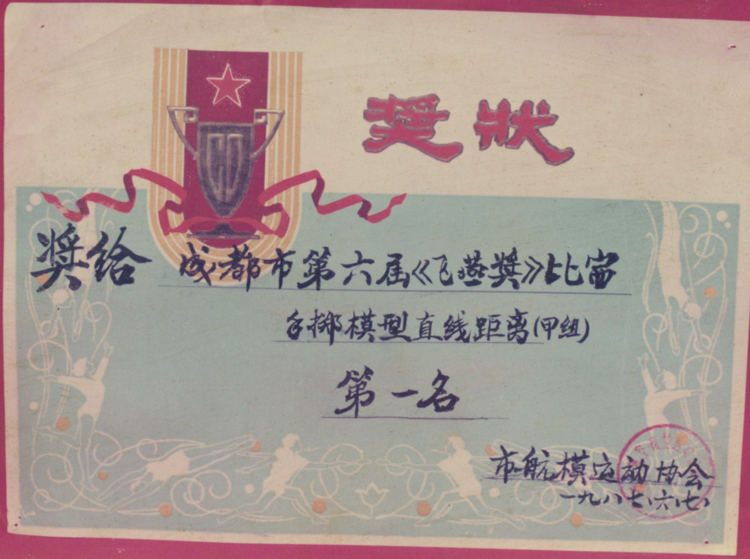 奖状
奖给 成都市第六届《飞燕奖》比赛
手掷模型直线距离(甲组)
第一名
市航模运动协会
一九八七、六、七、